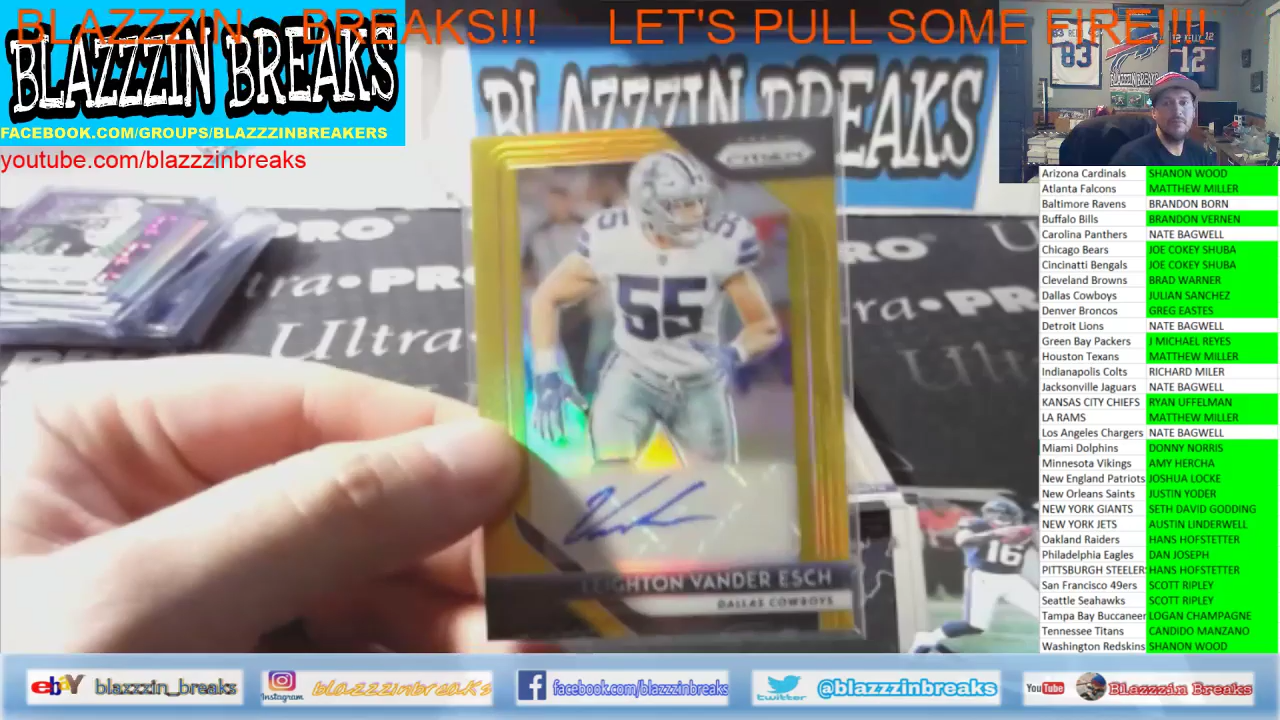 BLAZZZIN BREAKS!!! LET'S PULL SOME FIRE!!!!
BLAZZZIN BREAKS
FACEBOOK.COM/GROUPS/BLAZZZINBREAKERS
youtube.com/blazzzinbreaks
BLAZZZIN BREAKS
83
12
PRIZM
55
55
55
LEIGHTON VANDER ESCH
DALLAS COWBOYS
Ultra PRO
Ultra
16
Arizona Cardinals SHANON WOOD
Atlanta Falcons MATTHEW MILLER
Baltimore Ravens BRANDON BORN
Buffalo Bills BRANDON VERNEN
Carolina Panthers NATE BAGWELL
Chicago Bears JOE COKEY SHUBA
Cincinatti Bengals JOE COKEY SHUBA
Cleveland Browns BRAD WARNER
Dallas Cowboys JULIAN SANCHEZ
Denver Broncos GREG EASTES
Detroit Lions NATE BAGWELL
Green Bay Packers J MICHAEL REYES
Houston Texans MATTHEW MILLER
Indianapolis Colts RICHARD MILER
Jacksonville Jaguars NATE BAGWELL
KANSAS CITY CHIEFS RYAN UFFELMAN
LA RAMS MATTHEW MILLER
Los Angeles Chargers NATE BAGWELL
Miami Dolphins DONNY NORRIS
Minnesota Vikings AMY HERCHA
New England Patriots JOSHUA LOCKE
New Orleans Saints JUSTIN YODER
NEW YORK GIANTS SETH DAVID GODDING
NEW YORK JETS AUSTIN LINDERWELL
Oakland Raiders HANS HOFSTETTER
Philadelphia Eagles DAN JOSEPH
PITTSBURGH STEELERS HANS HOFSTETTER
San Francisco 49ers SCOTT RIPLEY
Seattle Seahawks SCOTT RIPLEY
Tampa Bay Buccaneer LOGAN CHAMPAGNE
Tennessee Titans CANDIDO MANZANO
Washington Redskins SHANON WOOD
ebay blazzzin_breaks
Instagram blazzzinbreaks
facebook.com/blazzzinbreaks
twitter @blazzzinbreaks
YouTube Blazzzin Breaks